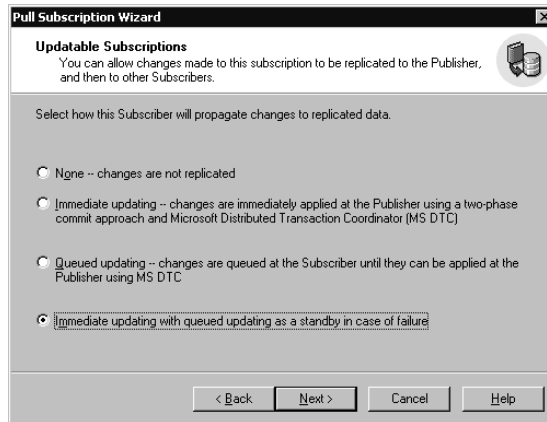 Pull Subscription Wizard
Updatable Subscriptions
You can allow changes made to this subscription to be replicated to the Publisher,
and then to other Subscribers.
Select how this Subscriber will propagate changes to replicated data.
None -- changes are not replicated
Immediate updating -- changes are immediately applied at the Publisher using a two-phase
commit approach and Microsoft Distributed Transaction Coordinator (MS DTC)
Queued updating -- changes are queued at the Subscriber until they can be applied at the
Publisher using MS DTC
Immediate updating with queued updating as a standby in case of failure
< Back Next > Cancel Help